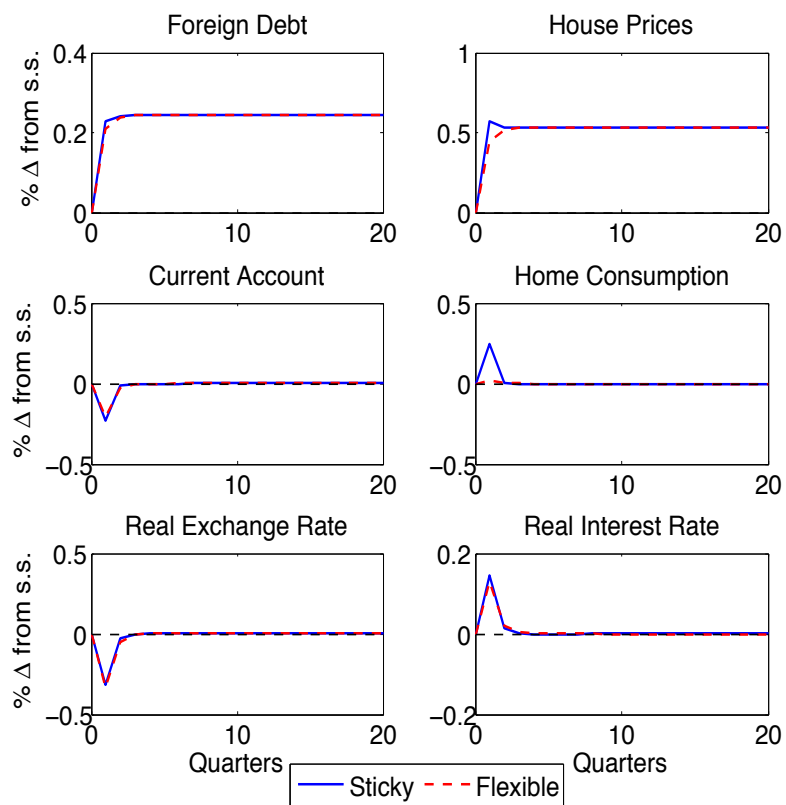 Foreign Debt
House Prices
% Δ from s.s.
0.4
0.2
0
0
10
20
1
0.5
0
0
10
20
Current Account
Home Consumption
% Δ from s.s.
0.5
0
−0.5
0
10
20
0.5
0
−0.5
0
10
20
Real Exchange Rate
Real Interest Rate
% Δ from s.s.
0.5
0
−0.5
0
10
20
0.2
0
−0.2
0
10
20
Quarters
Quarters
Sticky
Flexible